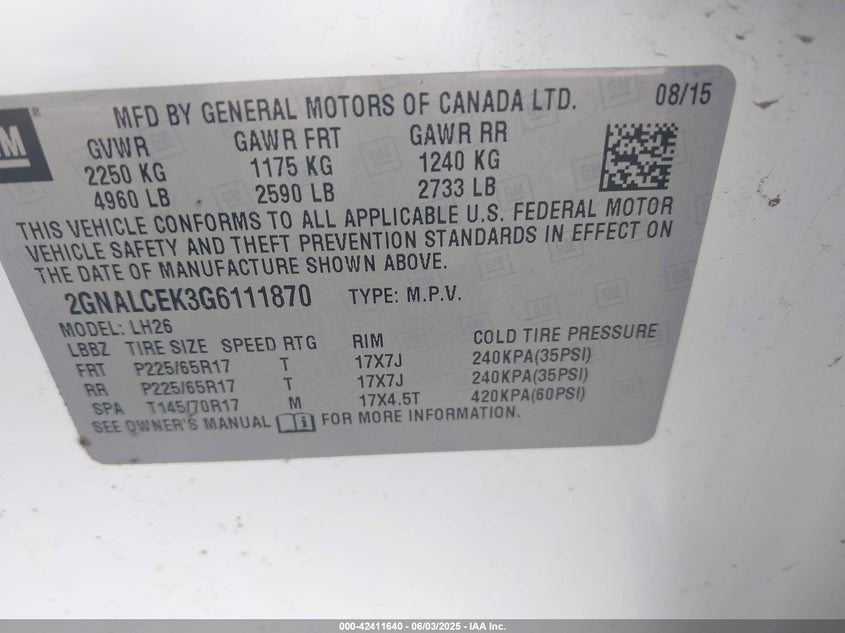 GM
®
MFD BY GENERAL MOTORS OF CANADA LTD. 08/15
GVWR GAWR FRT GAWR RR
2250 KG 1175 KG 1240 KG
4960 LB 2590 LB 2733 LB
THIS VEHICLE CONFORMS TO ALL APPLICABLE U.S. FEDERAL MOTOR
VEHICLE SAFETY AND THEFT PREVENTION STANDARDS IN EFFECT ON
THE DATE OF MANUFACTURE SHOWN ABOVE.
2GNALCEK3G6111870 TYPE: M.P.V.
MODEL: LH26
LBBZ TIRE SIZE SPEED RTG RIM COLD TIRE PRESSURE
FRT P225/65R17 T 17X7J 240KPA(35PSI)
RR P225/65R17 T 17X7J 240KPA(35PSI)
SPA T145/70R17 M 17X4.5T 420KPA(60PSI)
SEE OWNER'S MANUAL i FOR MORE INFORMATION.
000-42411640 - 06/03/2025 - IAA Inc.